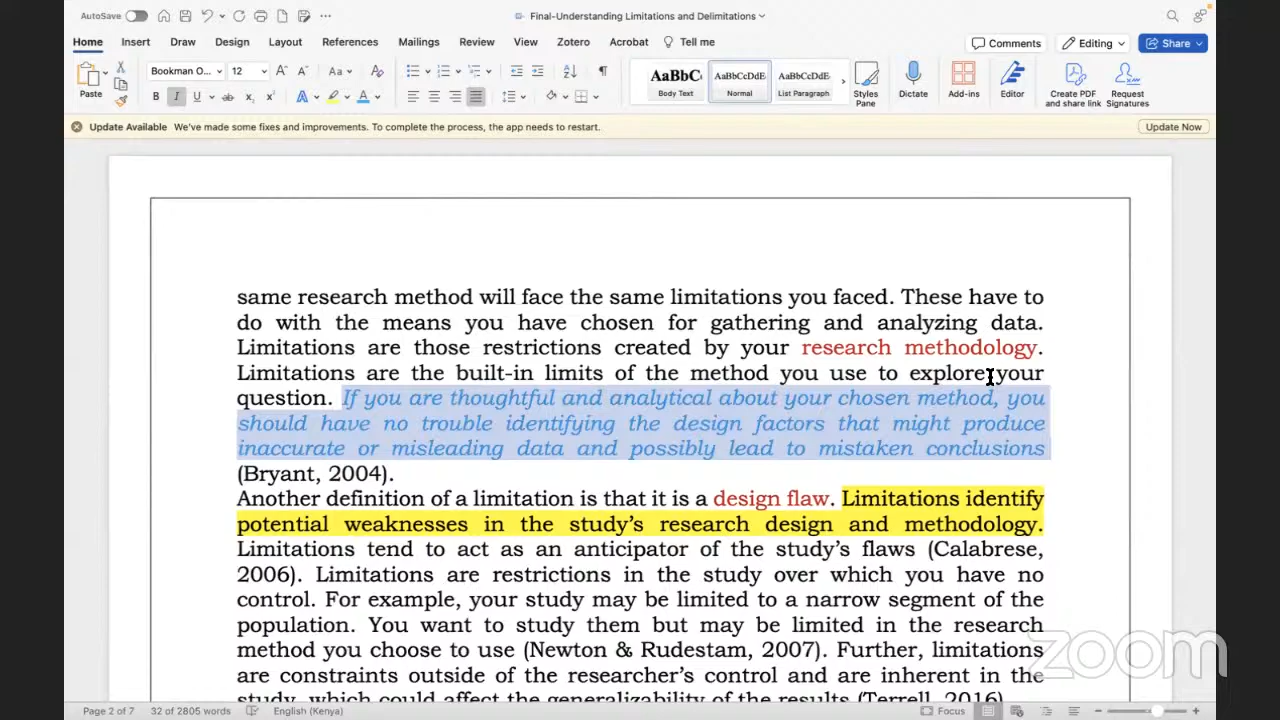 AutoSave
Final-Understanding Limitations and Delimitations
Home Insert Draw Design Layout References Mailings Review View Zotero Acrobat Tell me
Comments Editing Share
Paste
Bookman O... 12
AaBbC AaBbCcDdE AaBbCcDdE
Body Text Normal List Paragraph
Styles Pane
Dictate
Add-ins
Editor
Create PDF and share link
Request Signatures
Update Available We've made some fixes and improvements. To complete the process, the app needs to restart.
Update Now
same research method will face the same limitations you faced. These have to
do with the means you have chosen for gathering and analyzing data.
Limitations are those restrictions created by your research methodology.
Limitations are the built-in limits of the method you use to explore your
question. If you are thoughtful and analytical about your chosen method, you
should have no trouble identifying the design factors that might produce
inaccurate or misleading data and possibly lead to mistaken conclusions
(Bryant, 2004).
Another definition of a limitation is that it is a design flaw. Limitations identify
potential weaknesses in the study's research design and methodology.
Limitations tend to act as an anticipator of the study's flaws (Calabrese,
2006). Limitations are restrictions in the study over which you have no
control. For example, your study may be limited to a narrow segment of the
population. You want to study them but may be limited in the research
method you choose to use (Newton & Rudestam, 2007). Further, limitations
are constraints outside of the researcher's control and are inherent in the
study, which could affect the generalizability of the results (Terrell, 2016).
zoom
Page 2 of 7 32 of 2805 words English (Kenya)
Focus